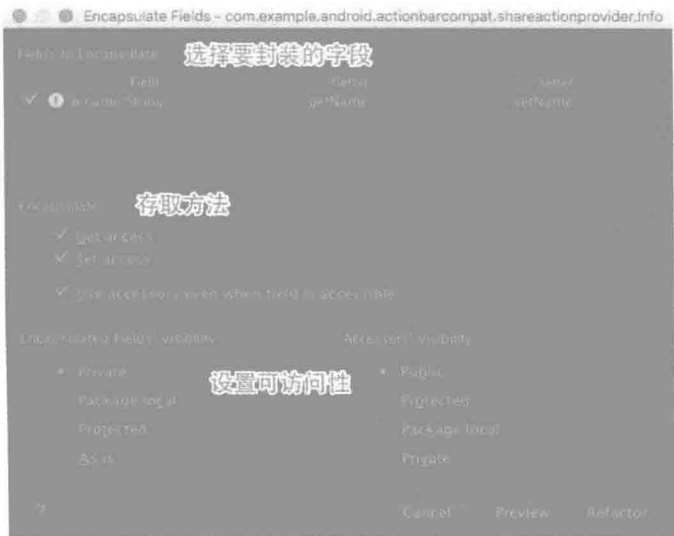 Encapsulate Fields - com.example.android.actionbarcompat.shareactionprovider.Info
Fields to Encapsulate 选择要封装的字段
Field Getter Setter
name:String getName setName
Encapsulate 存取方法
Get access
Set access
Use accessors even when field is accessible
Encapsulated Fields' Visibility Accessors' Visibility
Private 设置可访问性 Public
Package local Protected
Protected Package local
As is Private
? Cancel Preview Refactor